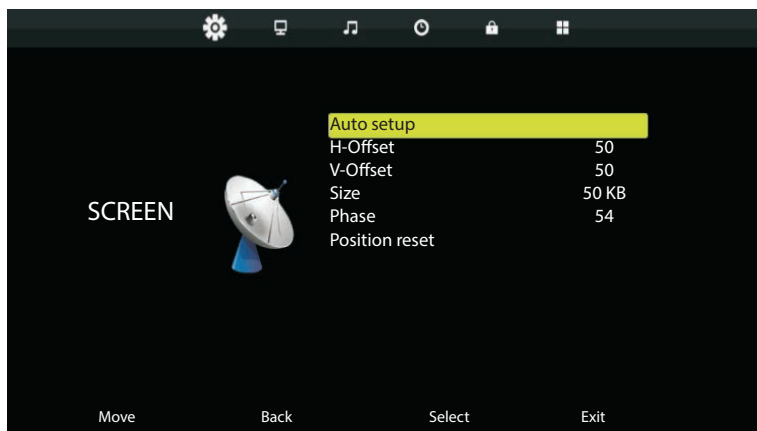 Auto setup
H-Offset 50
V-Offset 50
Size 50 KB
SCREEN
Phase 54
Position reset
Move Back Select Exit